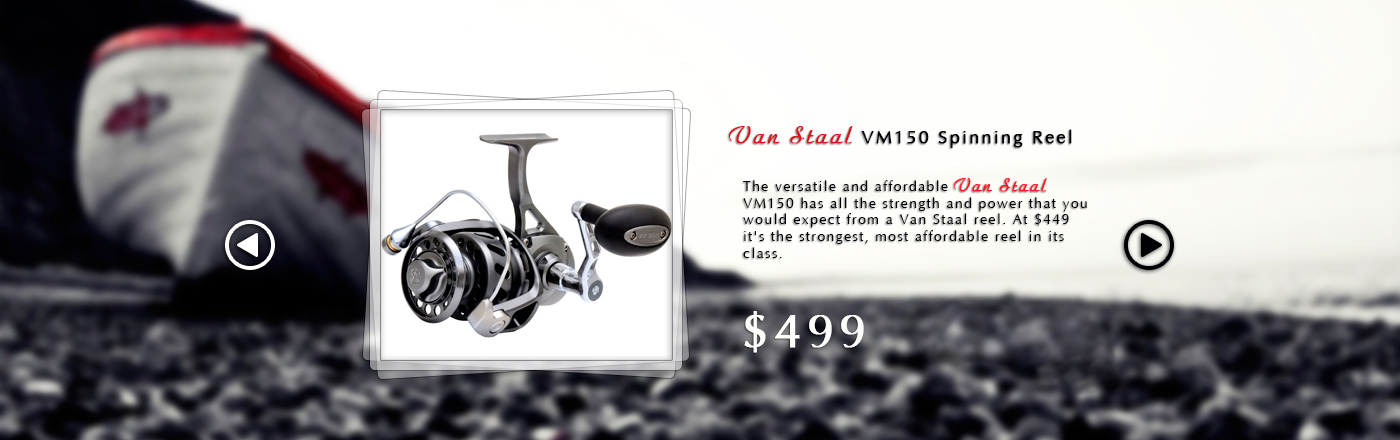 Van Staal VM150 Spinning Reel
The versatile and affordable Van Staal
VM150 has all the strength and power that you
would expect from a Van Staal reel. At $449
it's the strongest, most affordable reel in its
class.
$499